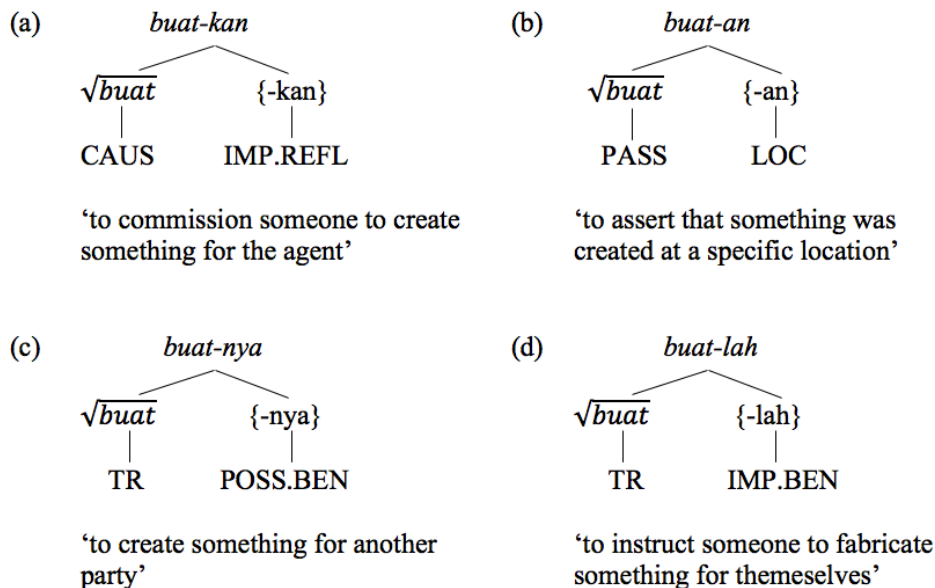 (a) buat-kan
√buat {-kan}
CAUS IMP.REFL
‘to commission someone to create
something for the agent’
(b) buat-an
√buat {-an}
PASS LOC
‘to assert that something was
created at a specific location’
(c) buat-nya
√buat {-nya}
TR POSS.BEN
‘to create something for another
party’
(d) buat-lah
√buat {-lah}
TR IMP.BEN
‘to instruct someone to fabricate
something for themeselves’